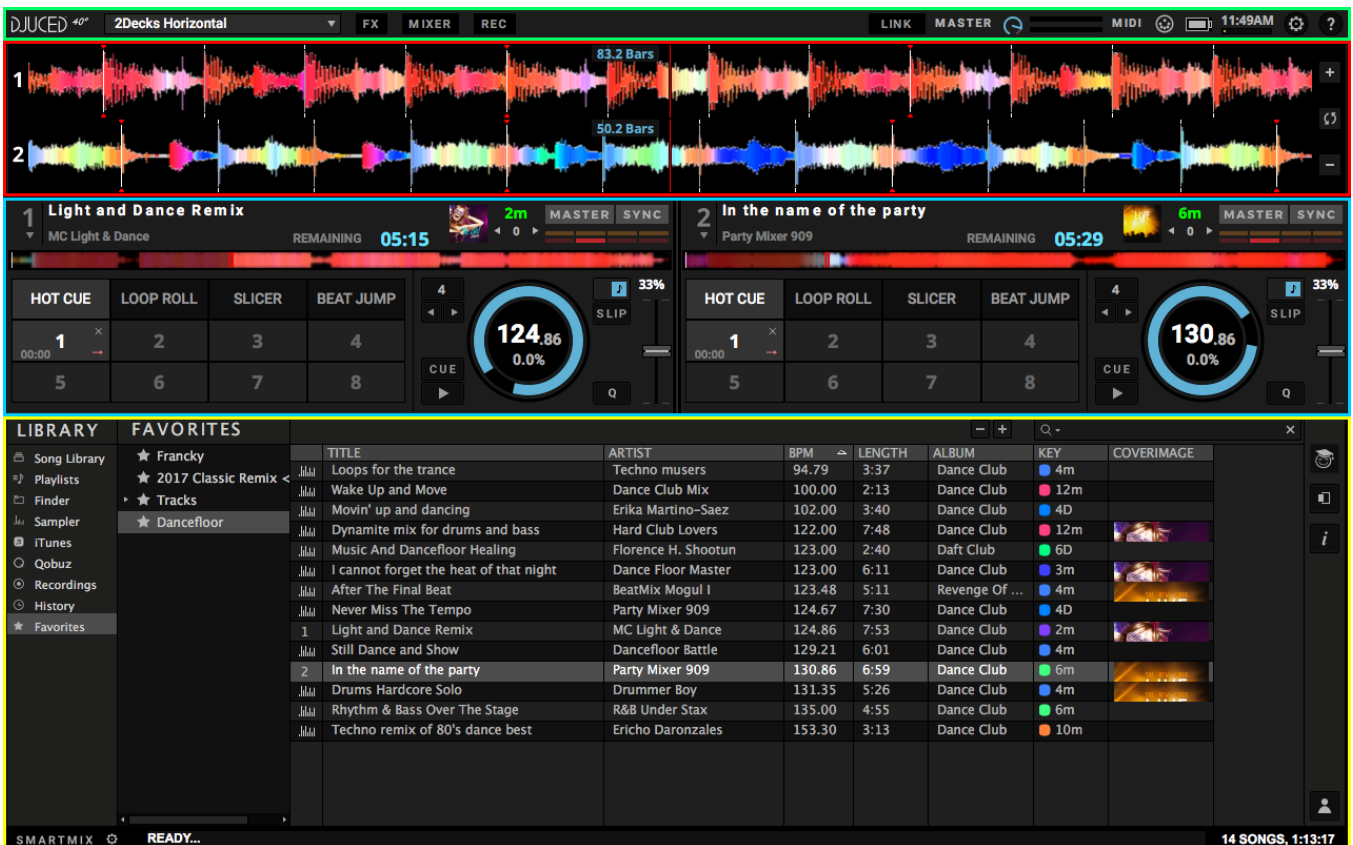 DJUCED 40° 2Decks Horizontal FX MIXER REC LINK MASTER MIDI 11:49AM ?
83.2 Bars
1 +
50.2 Bars
2 −
1 Light and Dance Remix 2m MASTER SYNC
MC Light & Dance REMAINING 05:15 0
2 In the name of the party 6m MASTER SYNC
Party Mixer 909 REMAINING 05:29 0
HOT CUE LOOP ROLL SLICER BEAT JUMP 4 33%
SLIP
1 × 2 3 4 124.86
00:00 0.0%
CUE
5 6 7 8 Q
HOT CUE LOOP ROLL SLICER BEAT JUMP 4 33%
SLIP
1 × 2 3 4 130.86
00:00 0.0%
CUE
5 6 7 8 Q
LIBRARY FAVORITES − + ×
Song Library
Playlists
Finder
Sampler
iTunes
Qobuz
Recordings
History
Favorites
Francky
2017 Classic Remix <
Tracks
Dancefloor
TITLE ARTIST BPM LENGTH ALBUM KEY COVERIMAGE
Loops for the trance Techno musers 94.79 3:37 Dance Club 4m
Wake Up and Move Dance Club Mix 100.00 2:13 Dance Club 12m
Movin' up and dancing Erika Martino-Saez 102.00 3:40 Dance Club 4D
Dynamite mix for drums and bass Hard Club Lovers 122.00 7:48 Dance Club 12m
Music And Dancefloor Healing Florence H. Shootun 123.00 2:40 Daft Club 6D
I cannot forget the heat of that night Dance Floor Master 123.00 6:11 Dance Club 3m
After The Final Beat BeatMix Mogul I 123.48 5:11 Revenge Of ... 4m
Never Miss The Tempo Party Mixer 909 124.67 7:30 Dance Club 4D
1 Light and Dance Remix MC Light & Dance 124.86 7:53 Dance Club 2m
Still Dance and Show Dancefloor Battle 129.21 6:01 Dance Club 4m
2 In the name of the party Party Mixer 909 130.86 6:59 Dance Club 6m
Drums Hardcore Solo Drummer Boy 131.35 5:26 Dance Club 4m
Rhythm & Bass Over The Stage R&B Under Stax 135.00 4:55 Dance Club 6m
Techno remix of 80's dance best Ericho Daronzales 153.30 3:13 Dance Club 10m
i
SMARTMIX READY... 14 SONGS, 1:13:17